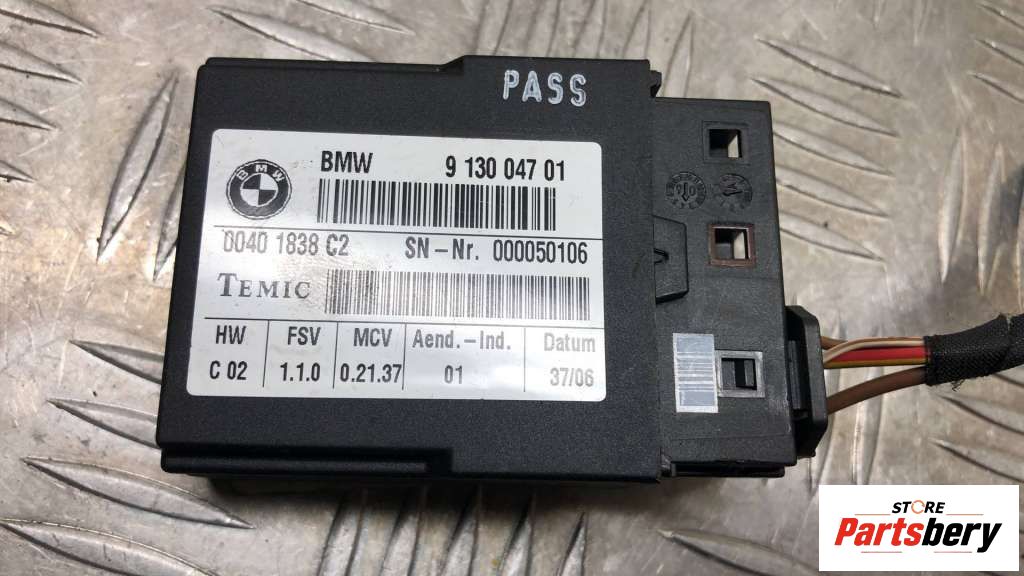 PASS
BMW
BMW 9 130 047 01
0040 1838 C2 SN-Nr. 000050106
TEMIC
HW FSV MCV Aend.-Ind. Datum
C 02 1.1.0 0.21.37 01 37/06
STORE
Partsbery